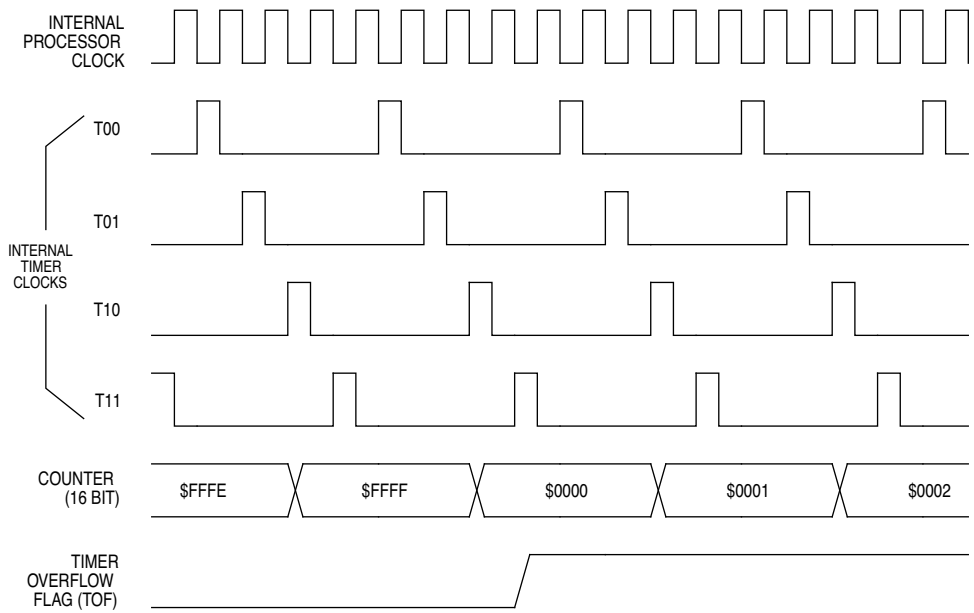 INTERNAL
PROCESSOR
CLOCK
T00
T01
INTERNAL
TIMER
CLOCKS
T10
T11
COUNTER
(16 BIT)
$FFFE $FFFF $0000 $0001 $0002
TIMER
OVERFLOW
FLAG (TOF)